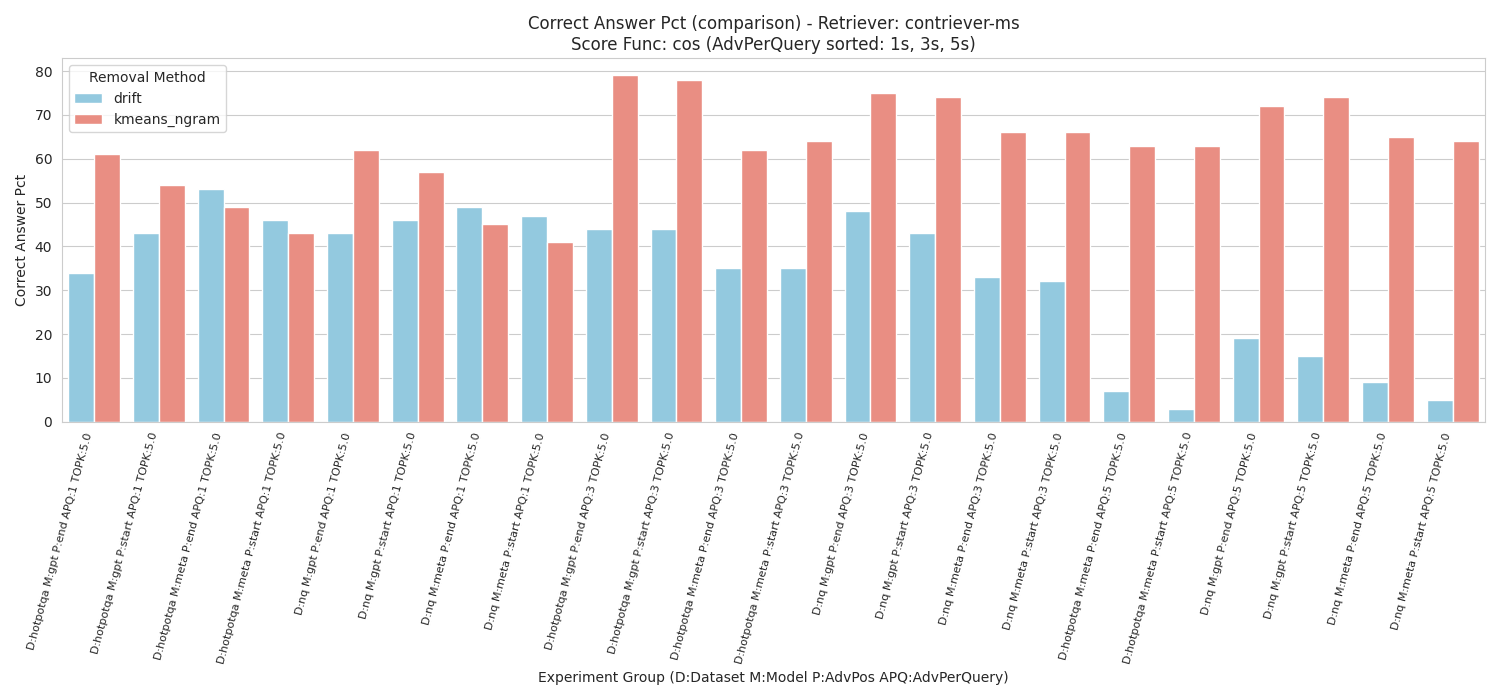 Correct Answer Pct (comparison) - Retriever: contriever-ms
Score Func: cos (AdvPerQuery sorted: 1s, 3s, 5s)
Removal Method
drift
kmeans_ngram
Correct Answer Pct
80
70
60
50
40
30
20
10
0
D:hotpotqa M:gpt P:end APQ:1 TOPK:5.0
D:hotpotqa M:gpt P:start APQ:1 TOPK:5.0
D:hotpotqa M:meta P:end APQ:1 TOPK:5.0
D:hotpotqa M:meta P:start APQ:1 TOPK:5.0
D:nq M:gpt P:end APQ:1 TOPK:5.0
D:nq M:gpt P:start APQ:1 TOPK:5.0
D:nq M:meta P:end APQ:1 TOPK:5.0
D:nq M:meta P:start APQ:1 TOPK:5.0
D:hotpotqa M:gpt P:end APQ:3 TOPK:5.0
D:hotpotqa M:gpt P:start APQ:3 TOPK:5.0
D:hotpotqa M:meta P:end APQ:3 TOPK:5.0
D:hotpotqa M:meta P:start APQ:3 TOPK:5.0
D:nq M:gpt P:end APQ:3 TOPK:5.0
D:nq M:gpt P:start APQ:3 TOPK:5.0
D:nq M:meta P:end APQ:3 TOPK:5.0
D:nq M:meta P:start APQ:3 TOPK:5.0
D:hotpotqa M:meta P:end APQ:5 TOPK:5.0
D:hotpotqa M:meta P:start APQ:5 TOPK:5.0
D:nq M:gpt P:end APQ:5 TOPK:5.0
D:nq M:gpt P:start APQ:5 TOPK:5.0
D:nq M:meta P:end APQ:5 TOPK:5.0
D:nq M:meta P:start APQ:5 TOPK:5.0
Experiment Group (D:Dataset M:Model P:AdvPos APQ:AdvPerQuery)